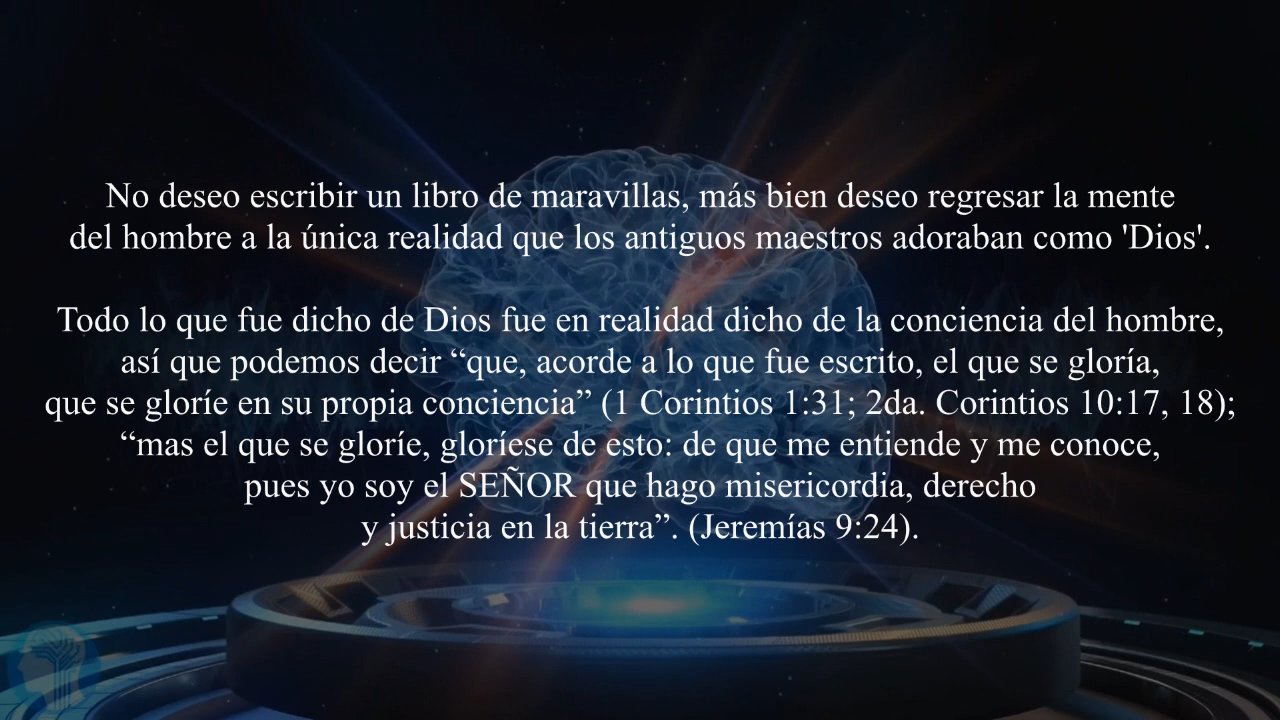 No deseo escribir un libro de maravillas, más bien deseo regresar la mente
del hombre a la única realidad que los antiguos maestros adoraban como 'Dios'.
Todo lo que fue dicho de Dios fue en realidad dicho de la conciencia del hombre,
así que podemos decir “que, acorde a lo que fue escrito, el que se gloría,
que se gloríe en su propia conciencia” (1 Corintios 1:31; 2da. Corintios 10:17, 18);
“mas el que se gloríe, gloríese de esto: de que me entiende y me conoce,
pues yo soy el SEÑOR que hago misericordia, derecho
y justicia en la tierra”. (Jeremías 9:24).